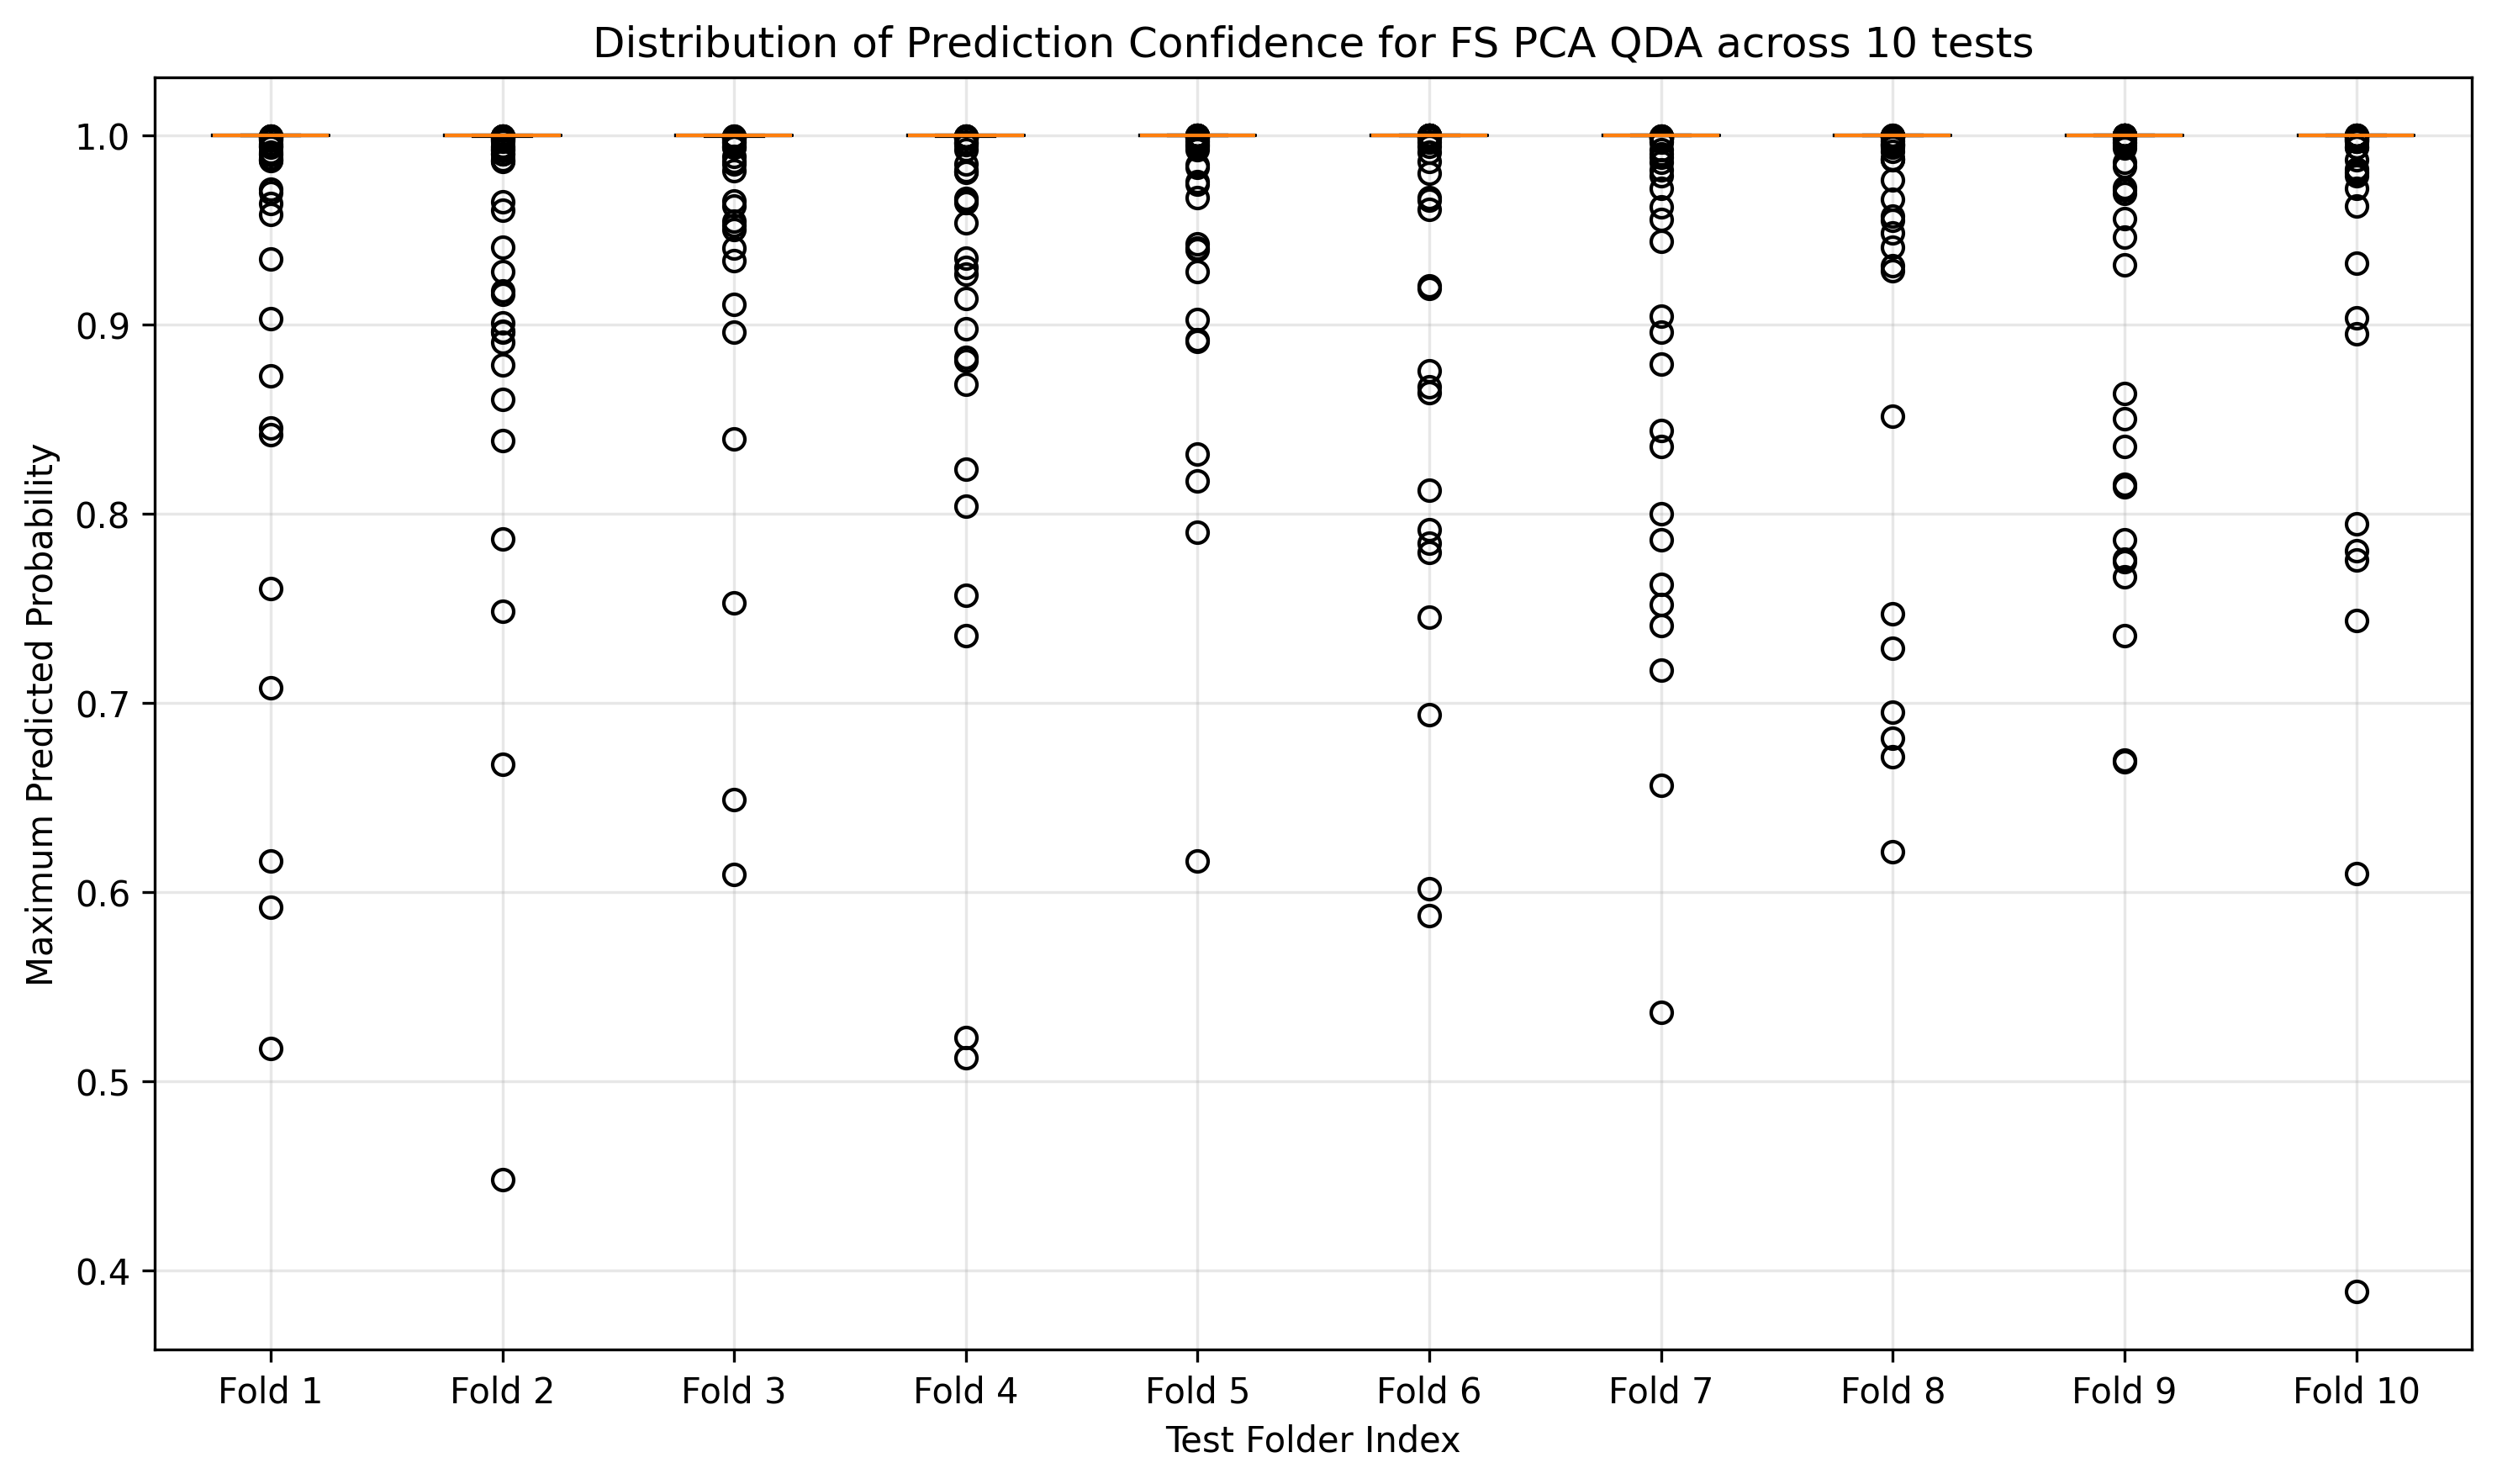 Distribution of Prediction Confidence for FS PCA QDA across 10 tests
Maximum Predicted Probability
1.0
0.9
0.8
0.7
0.6
0.5
0.4
Fold 1
Fold 2
Fold 3
Fold 4
Fold 5
Fold 6
Fold 7
Fold 8
Fold 9
Fold 10
Test Folder Index